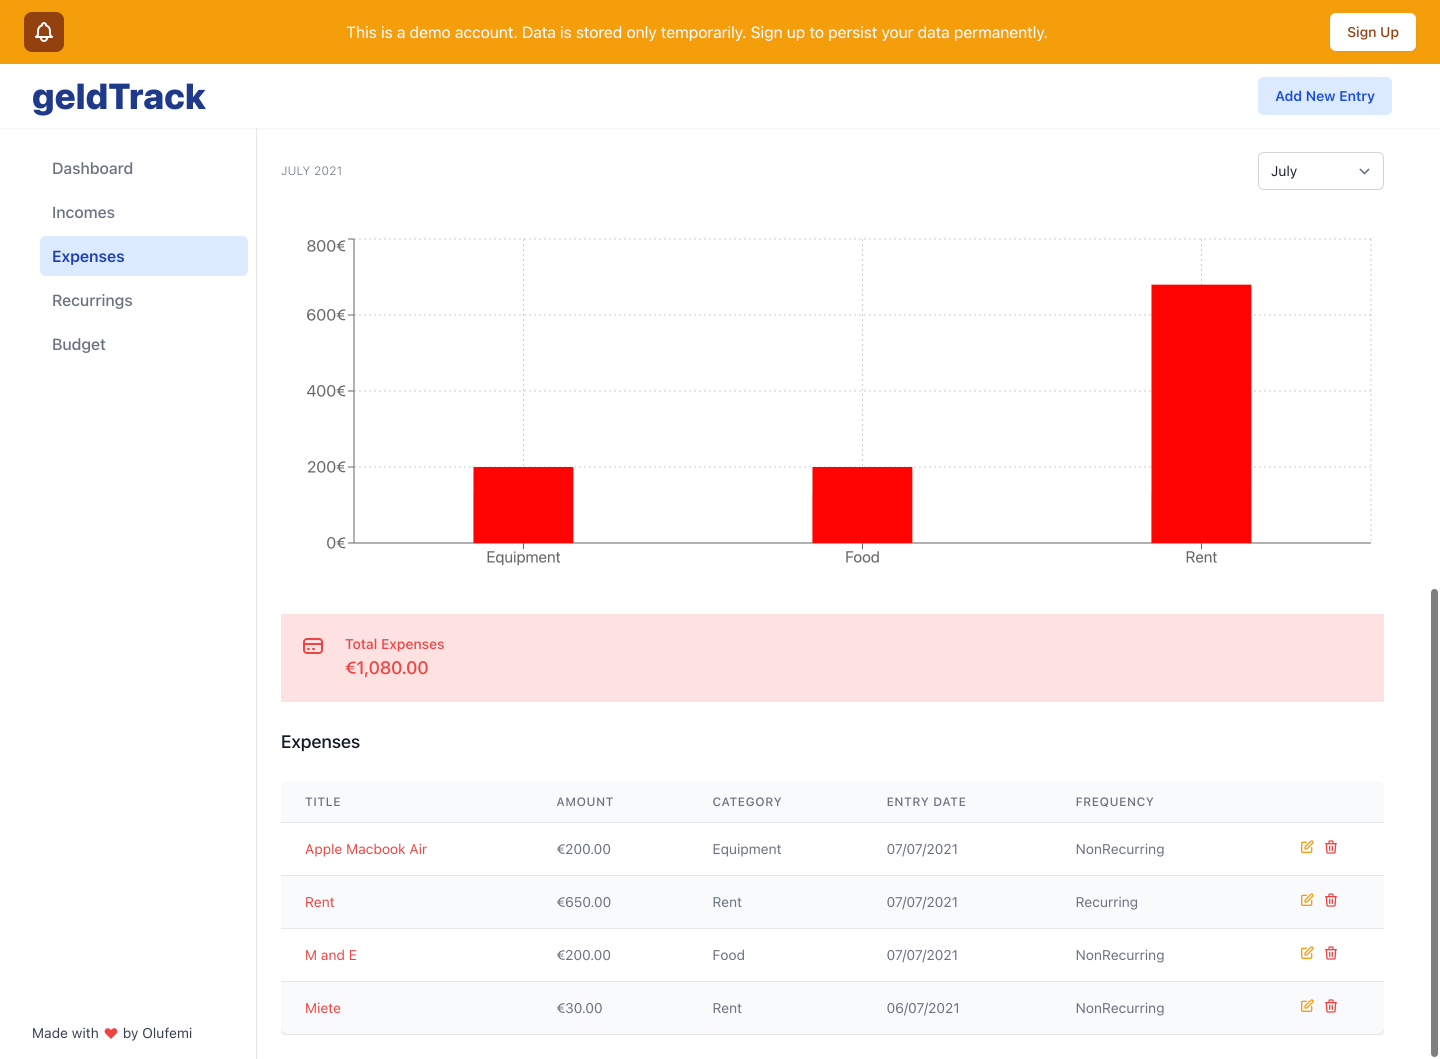 This is a demo account. Data is stored only temporarily. Sign up to persist your data permanently.
Sign Up
geldTrack
Add New Entry
Dashboard
Incomes
Expenses
Recurrings
Budget
JULY 2021
July
800€
600€
400€
200€
0€
Equipment Food Rent
Total Expenses
€1,080.00
Expenses
TITLE AMOUNT CATEGORY ENTRY DATE FREQUENCY
Apple Macbook Air €200.00 Equipment 07/07/2021 NonRecurring
Rent €650.00 Rent 07/07/2021 Recurring
M and E €200.00 Food 07/07/2021 NonRecurring
Miete €30.00 Rent 06/07/2021 NonRecurring
Made with ❤ by Olufemi